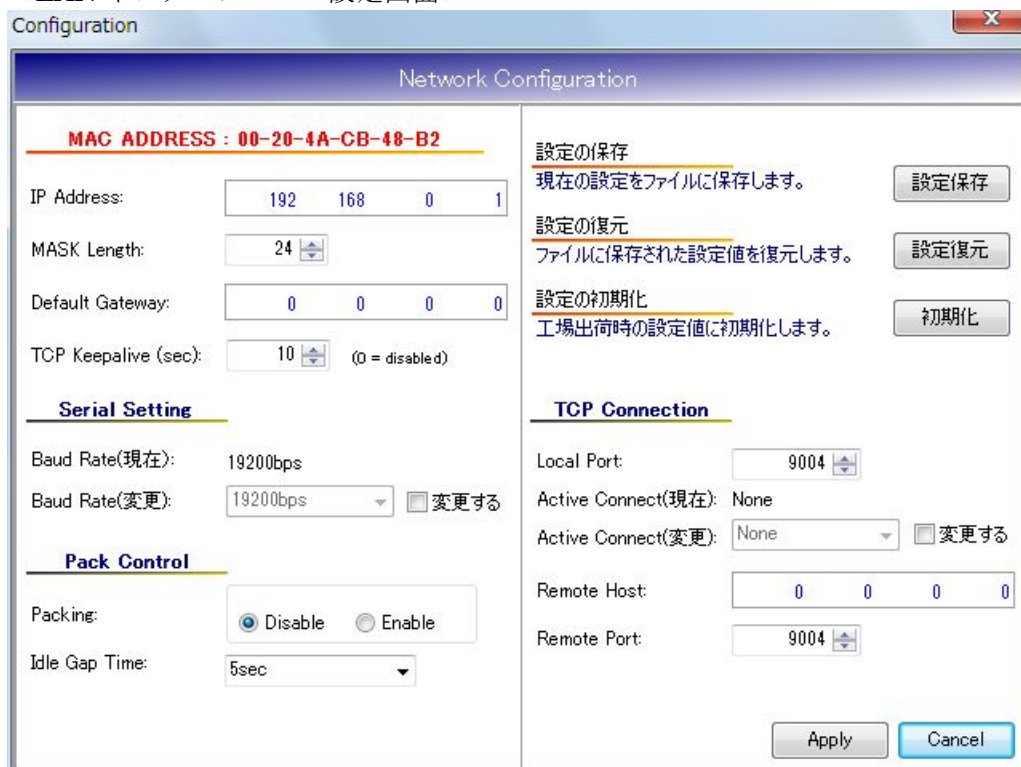 Configuration
Network Configuration
MAC ADDRESS : 00-20-4A-CB-48-B2
IP Address: 192 168 0 1
MASK Length: 24
Default Gateway: 0 0 0 0
TCP Keepalive (sec): 10 (0 = disabled)
Serial Setting
Baud Rate(現在): 19200bps
Baud Rate(変更): 19200bps 変更する
Pack Control
Packing: Disable Enable
Idle Gap Time: 5sec
設定の保存
現在の設定をファイルに保存します。 設定保存
設定の復元
ファイルに保存された設定値を復元します。 設定復元
設定の初期化
工場出荷時の設定値に初期化します。 初期化
TCP Connection
Local Port: 9004
Active Connect(現在): None
Active Connect(変更): None 変更する
Remote Host: 0 0 0 0
Remote Port: 9004
Apply Cancel